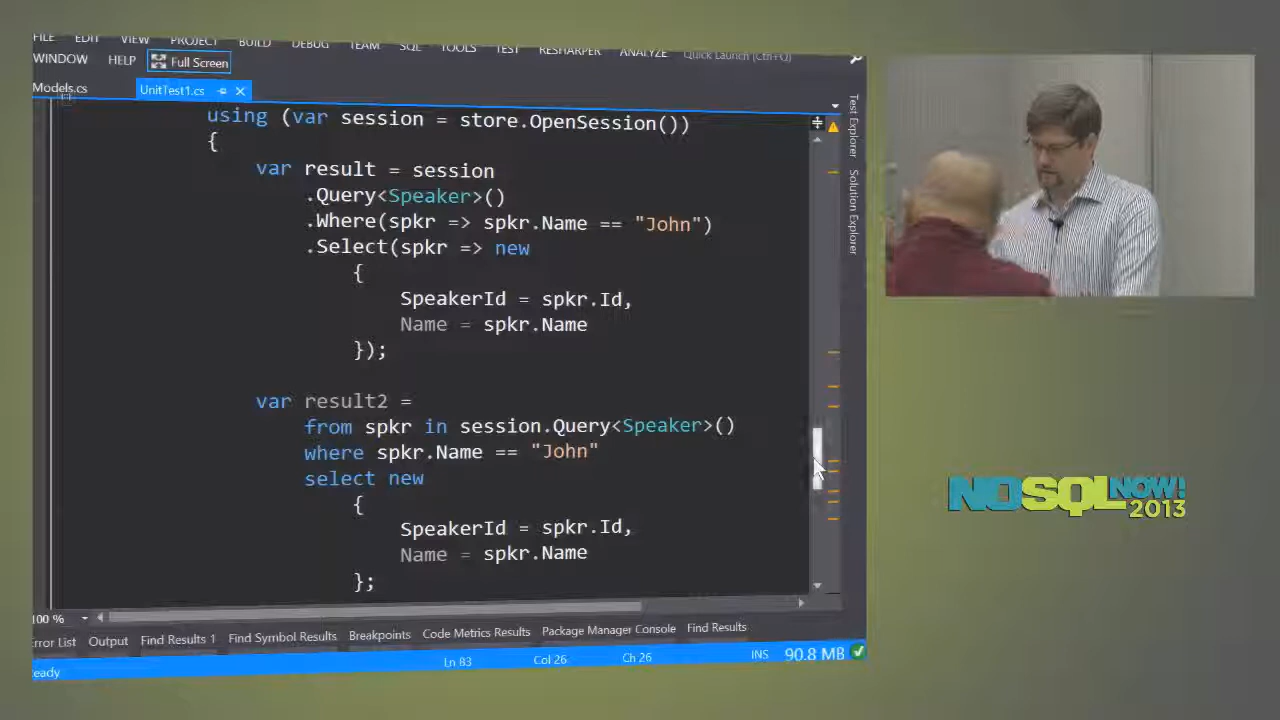 FILE EDIT VIEW PROJECT BUILD DEBUG TEAM SQL TOOLS TEST RESHARPER ANALYZE Quick Launch (Ctrl+Q)
WINDOW HELP Full Screen
Models.cs UnitTest1.cs
using (var session = store.OpenSession())
{
var result = session
.Query<Speaker>()
.Where(spkr => spkr.Name == "John")
.Select(spkr => new
{
SpeakerId = spkr.Id,
Name = spkr.Name
});
var result2 =
from spkr in session.Query<Speaker>()
where spkr.Name == "John"
select new
{
SpeakerId = spkr.Id,
Name = spkr.Name
};
100 %
rror List Output Find Results 1 Find Symbol Results Breakpoints Code Metrics Results Package Manager Console Find Results
eady Ln 83 Col 26 Ch 26 INS 90.8 MB
Test Explorer
Solution Explorer
NOSQL NOW!
2013